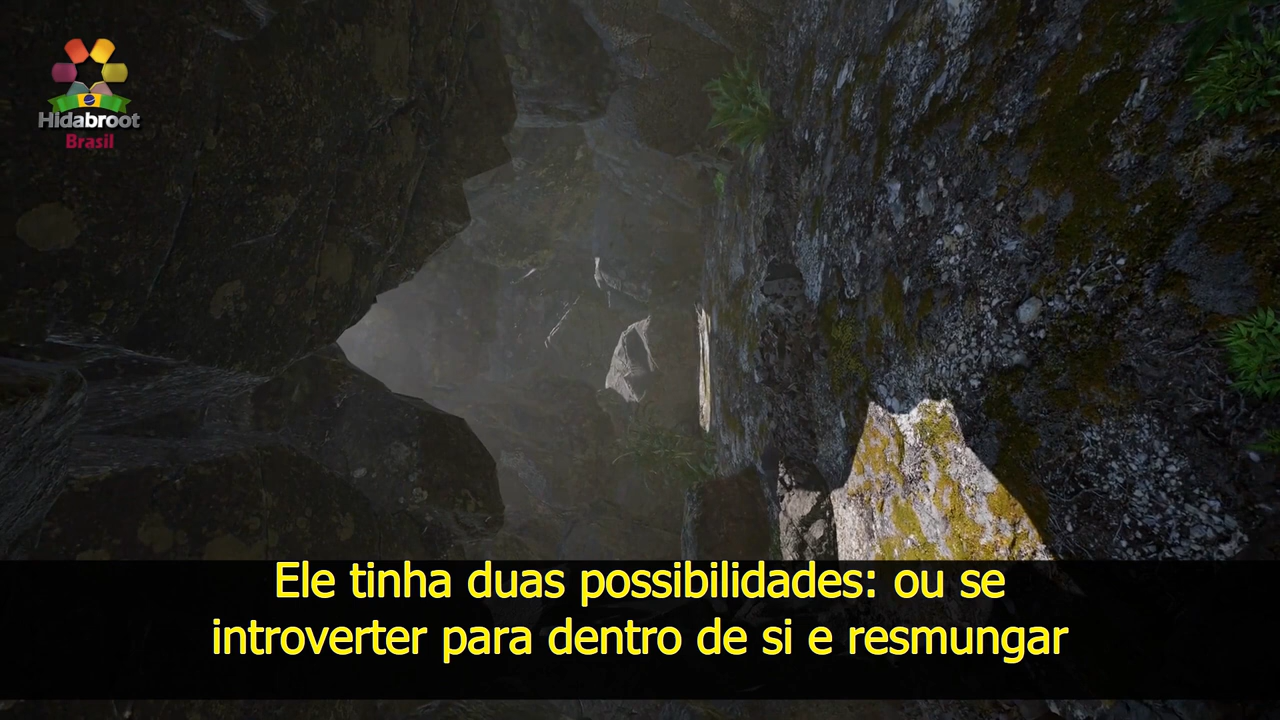 Hidabroot
Brasil
Ele tinha duas possibilidades: ou se
introverter para dentro de si e resmungar